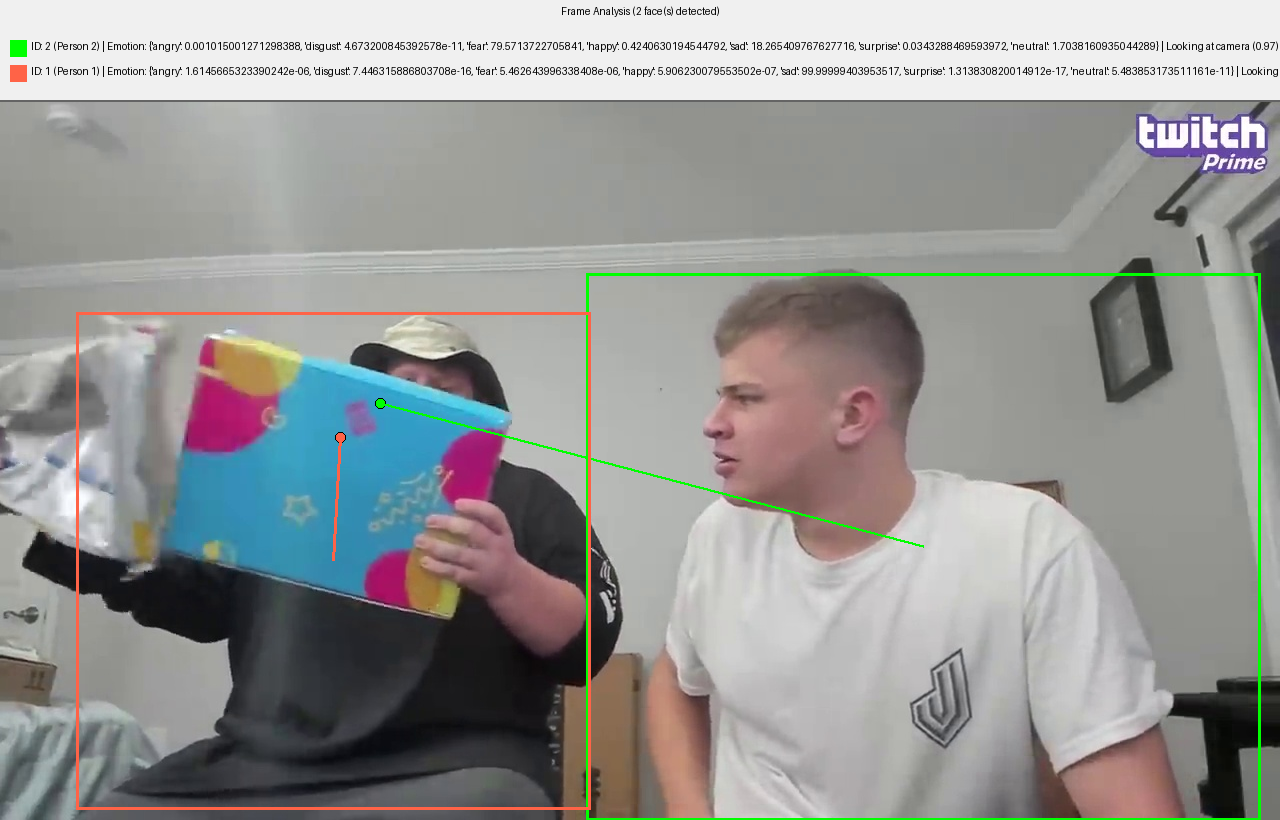 Frame Analysis (2 face(s) detected)
ID: 2 (Person 2) | Emotion: {'angry': 0.001015001271298388, 'disgust': 4.673200845392578e-11, 'fear': 79.5713722705841, 'happy': 0.4240630194544792, 'sad': 18.265409767627716, 'surprise': 0.0343288469593972, 'neutral': 1.7038160935044289} | Looking at camera (0.97)
ID: 1 (Person 1) | Emotion: {'angry': 1.6145665323390242e-06, 'disgust': 7.446315886803708e-16, 'fear': 5.462643996338408e-06, 'happy': 5.906230079553502e-07, 'sad': 99.99999403953517, 'surprise': 1.313830820014912e-17, 'neutral': 5.483853173511161e-11} | Looking
twitch
Prime
J